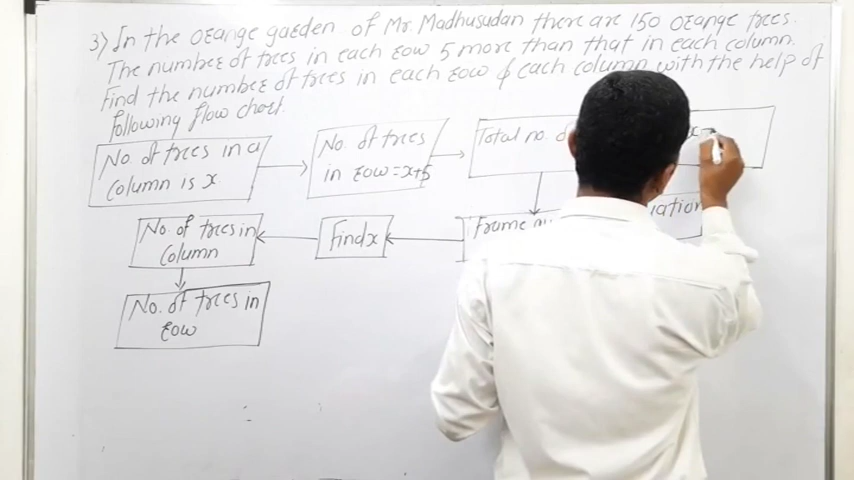 3) In the orange garden of Mr. Madhusudan there are 150 orange trees.
The number of trees in each row 5 more than that in each column.
Find the number of trees in each row & each column with the help of
following flow chart.
No. of trees in a
column is x.
No. of trees
in row = x+5
Total no. o
x
No. of trees in
column
Find x
Frame
uation
No. of trees in
row